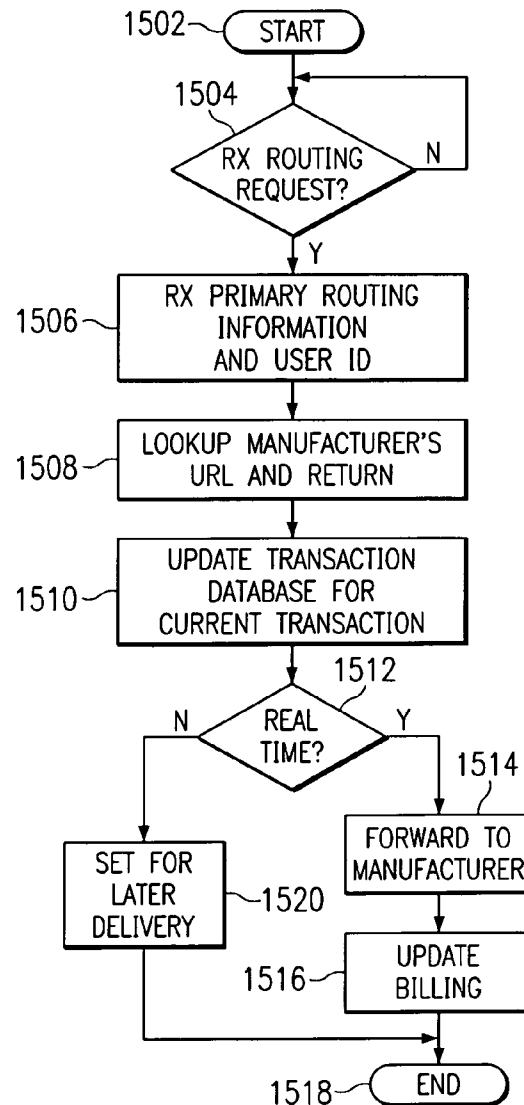 1502
START
1504
RX ROUTING
REQUEST?
N
Y
1506
RX PRIMARY ROUTING
INFORMATION
AND USER ID
1508
LOOKUP MANUFACTURER'S
URL AND RETURN
1510
UPDATE TRANSACTION
DATABASE FOR
CURRENT TRANSACTION
1512
REAL
TIME?
N
Y
1514
FORWARD TO
MANUFACTURER
SET FOR
LATER
DELIVERY
1520
1516
UPDATE
BILLING
1518
END